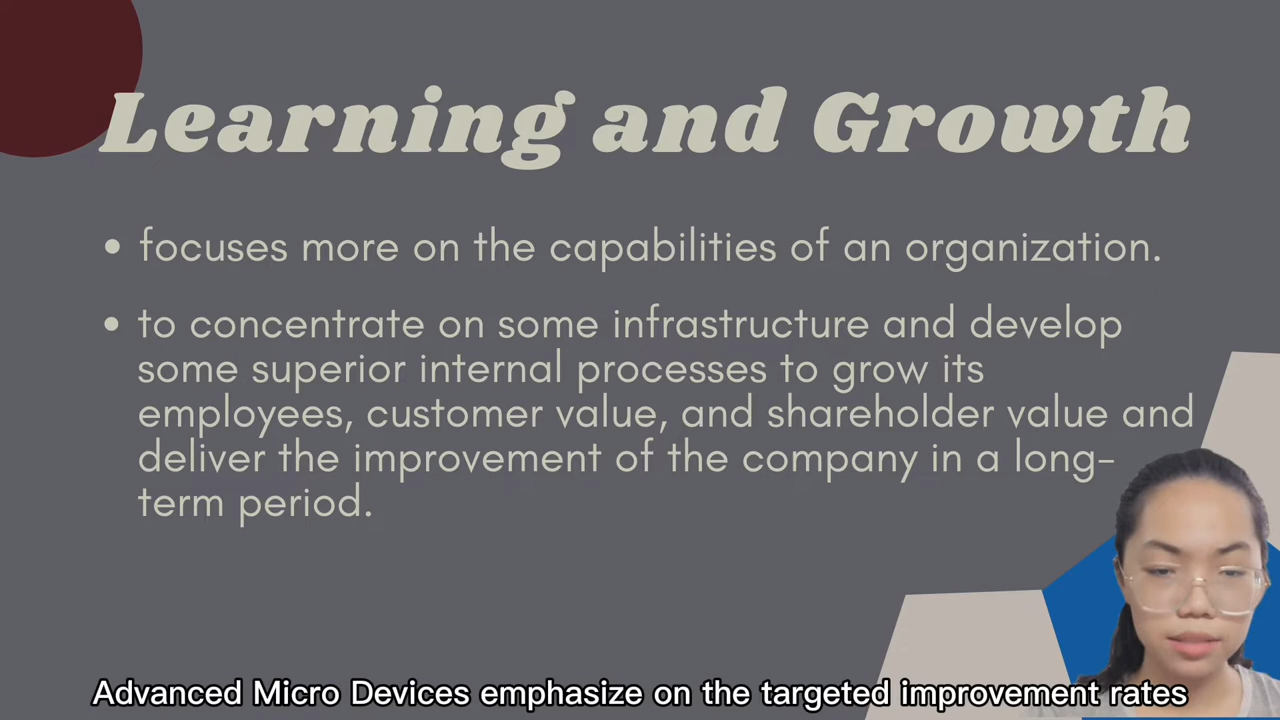 Learning and Growth
• focuses more on the capabilities of an organization.
• to concentrate on some infrastructure and develop
some superior internal processes to grow its
employees, customer value, and shareholder value and
deliver the improvement of the company in a long-
term period.
Advanced Micro Devices emphasize on the targeted improvement rates